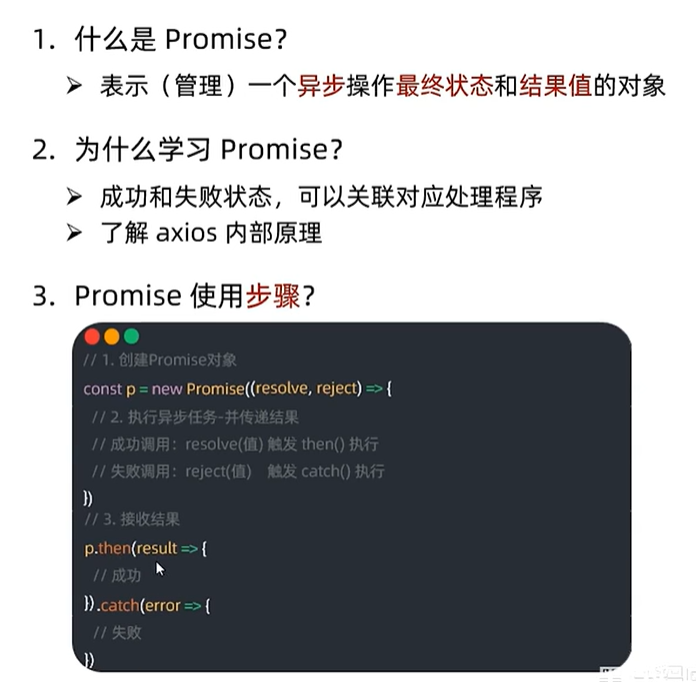 1. 什么是 Promise？
➢ 表示（管理）一个异步操作最终状态和结果值的对象
2. 为什么学习 Promise？
➢ 成功和失败状态，可以关联对应处理程序
➢ 了解 axios 内部原理
3. Promise 使用步骤？
// 1. 创建Promise对象
const p = new Promise((resolve, reject) => {
// 2. 执行异步任务-并传递结果
// 成功调用：resolve(值) 触发 then() 执行
// 失败调用：reject(值) 触发 catch() 执行
})
// 3. 接收结果
p.then(result => {
// 成功
}).catch(error => {
// 失败
})